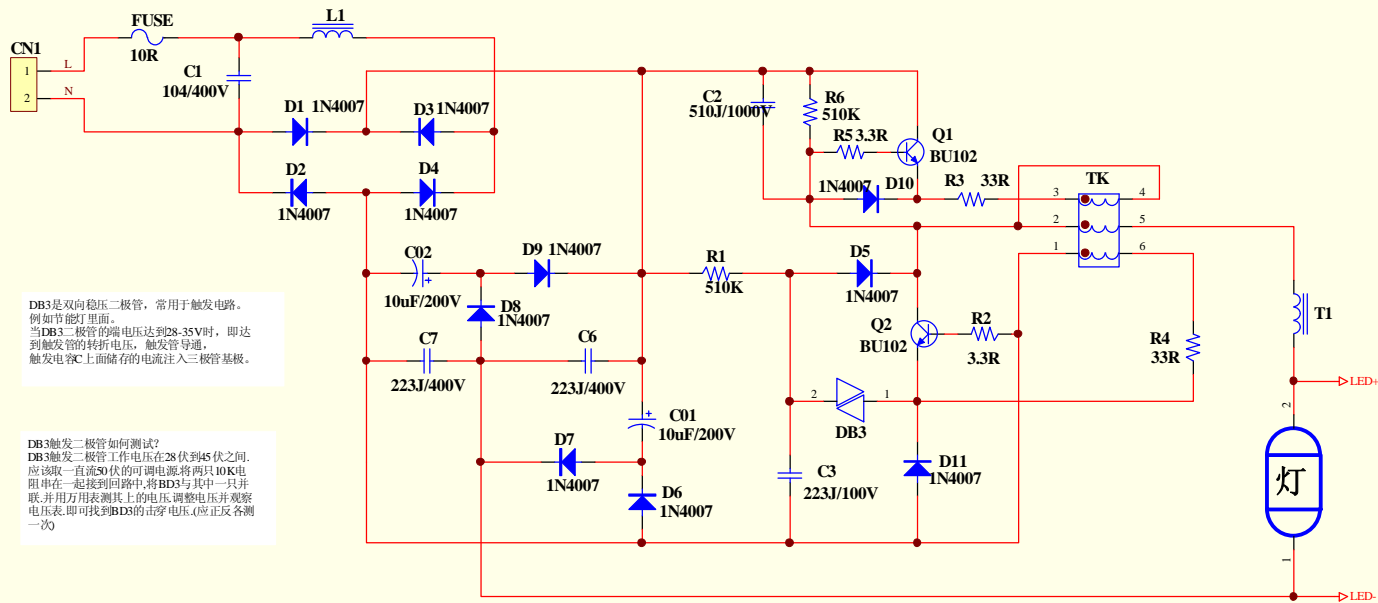 FUSE
10R
L1
CN1
1
2
L
N
C1
104/400V
D1 1N4007
D3 1N4007
D2
1N4007
D4
1N4007
C2
510J/1000V
R6
510K
R5 3.3R
Q1
BU102
1N4007
D10
R3 33R
TK
3
4
2
5
1
6
C02
10uF/200V
D9 1N4007
D8
1N4007
R1
510K
D5
1N4007
Q2
BU102
R2
3.3R
T1
R4
33R
C7
223J/400V
C6
223J/400V
2
1
DB3
C01
10uF/200V
D7
1N4007
D6
1N4007
C3
223J/100V
D11
1N4007
LED+
2
灯
1
LED-
DB3是双向稳压二极管，常用于触发电路。
例如节能灯里面。
当DB3二极管的端电压达到28-35V时，即达
到触发管的转折电压，触发管导通，
触发电容C上面储存的电流注入三极管基极。
DB3触发二极管如何测试?
DB3触发二极管工作电压在28伏到45伏之间.
应该取一直流50伏的可调电源.将两只10K电
阻串在一起接到回路中,将BD3与其中一只并
联.并用万用表测其上的电压.调整电压并观察
电压表.即可找到BD3的击穿电压.(应正反各测
一次)